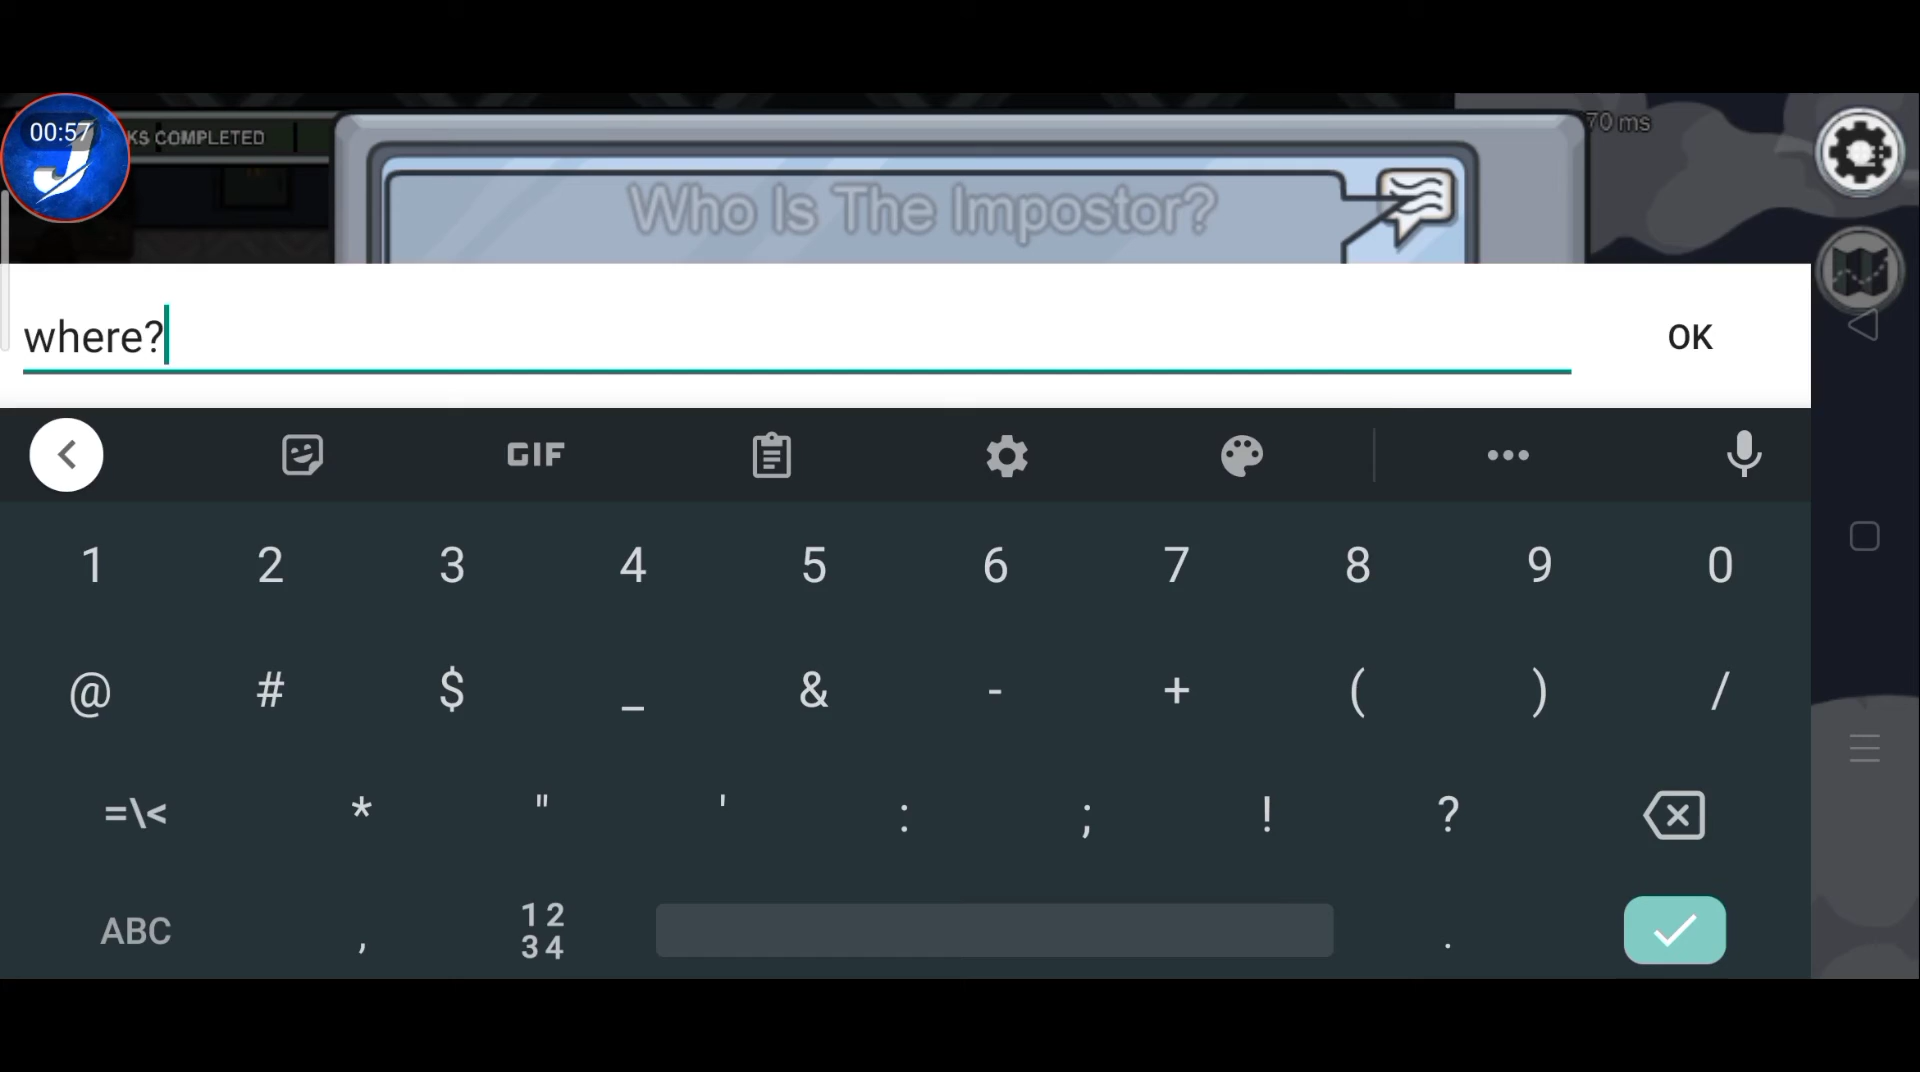 00:57
KS COMPLETED
70 ms
Who Is The Impostor?
where?
OK
GIF
1 2 3 4 5 6 7 8 9 0
@ # $ _ & - + ( ) /
=\< * " ' : ; ! ?
ABC , 12 34 .